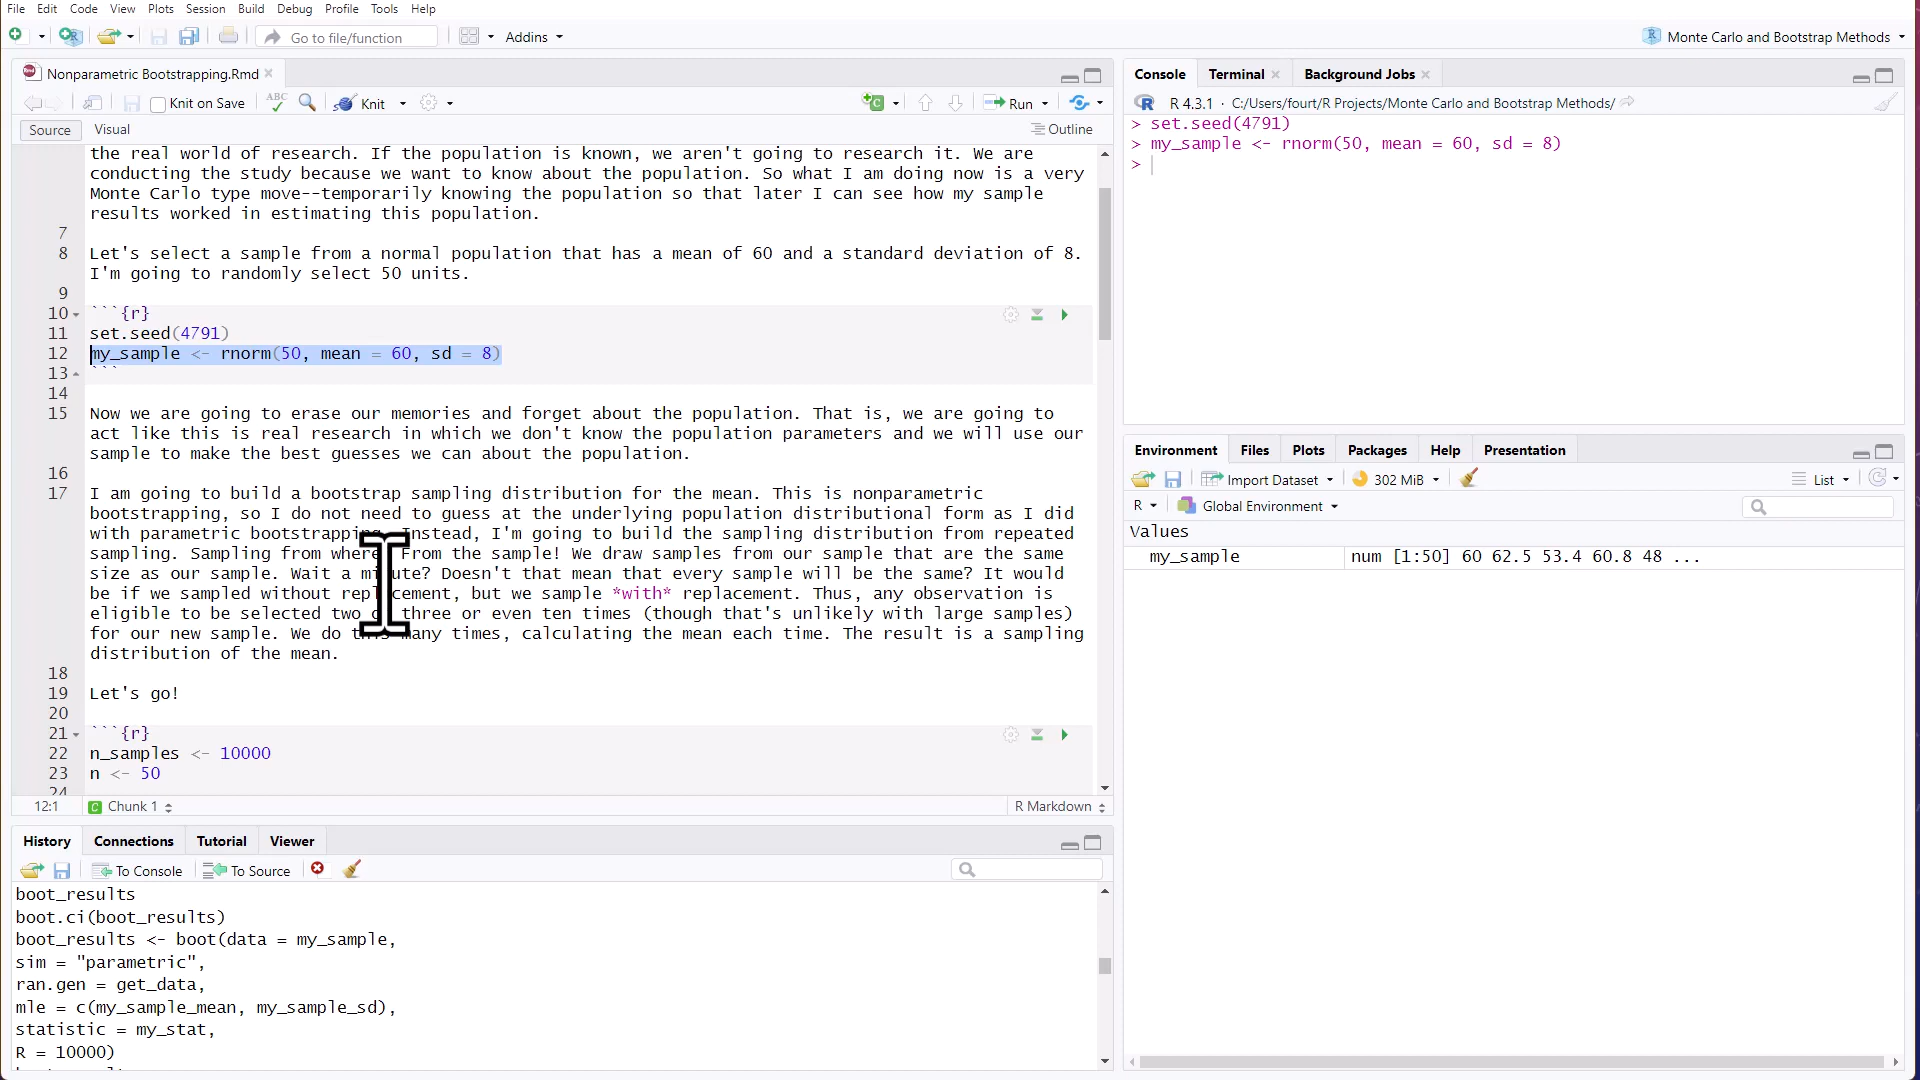 File Edit Code View Plots Session Build Debug Profile Tools Help
Go to file/function Addins Monte Carlo and Bootstrap Methods
Nonparametric Bootstrapping.Rmd
Knit on Save ABC Knit Run
Source Visual Outline
the real world of research. If the population is known, we aren't going to research it. We are
conducting the study because we want to know about the population. So what I am doing now is a very
Monte Carlo type move--temporarily knowing the population so that later I can see how my sample
results worked in estimating this population.
7
8 Let's select a sample from a normal population that has a mean of 60 and a standard deviation of 8.
I'm going to randomly select 50 units.
9
10 ```{r}
11 set.seed(4791)
12 my_sample <- rnorm(50, mean = 60, sd = 8)
13 ```
14
15 Now we are going to erase our memories and forget about the population. That is, we are going to
act like this is real research in which we don't know the population parameters and we will use our
sample to make the best guesses we can about the population.
16
17 I am going to build a bootstrap sampling distribution for the mean. This is nonparametric
bootstrapping, so I do not need to guess at the underlying population distributional form as I did
with parametric bootstrapping. Instead, I'm going to build the sampling distribution from repeated
sampling. Sampling from where? From the sample! We draw samples from our sample that are the same
size as our sample. Wait a minute? Doesn't that mean that every sample will be the same? It would
be if we sampled without replacement, but we sample *with* replacement. Thus, any observation is
eligible to be selected two or three or even ten times (though that's unlikely with large samples)
for our new sample. We do this many times, calculating the mean each time. The result is a sampling
distribution of the mean.
18
19 Let's go!
20
21 ```{r}
22 n_samples <- 10000
23 n <- 50
24
12:1 Chunk 1 R Markdown
History Connections Tutorial Viewer
To Console To Source
boot_results
boot.ci(boot_results)
boot_results <- boot(data = my_sample,
sim = "parametric",
ran.gen = get_data,
mle = c(my_sample_mean, my_sample_sd),
statistic = my_stat,
R = 10000)
Console Terminal Background Jobs
R 4.3.1 · C:/Users/fourt/R Projects/Monte Carlo and Bootstrap Methods/
> set.seed(4791)
> my_sample <- rnorm(50, mean = 60, sd = 8)
>
Environment Files Plots Packages Help Presentation
Import Dataset 302 MiB List
R Global Environment
Values
my_sample num [1:50] 60 62.5 53.4 60.8 48 ...